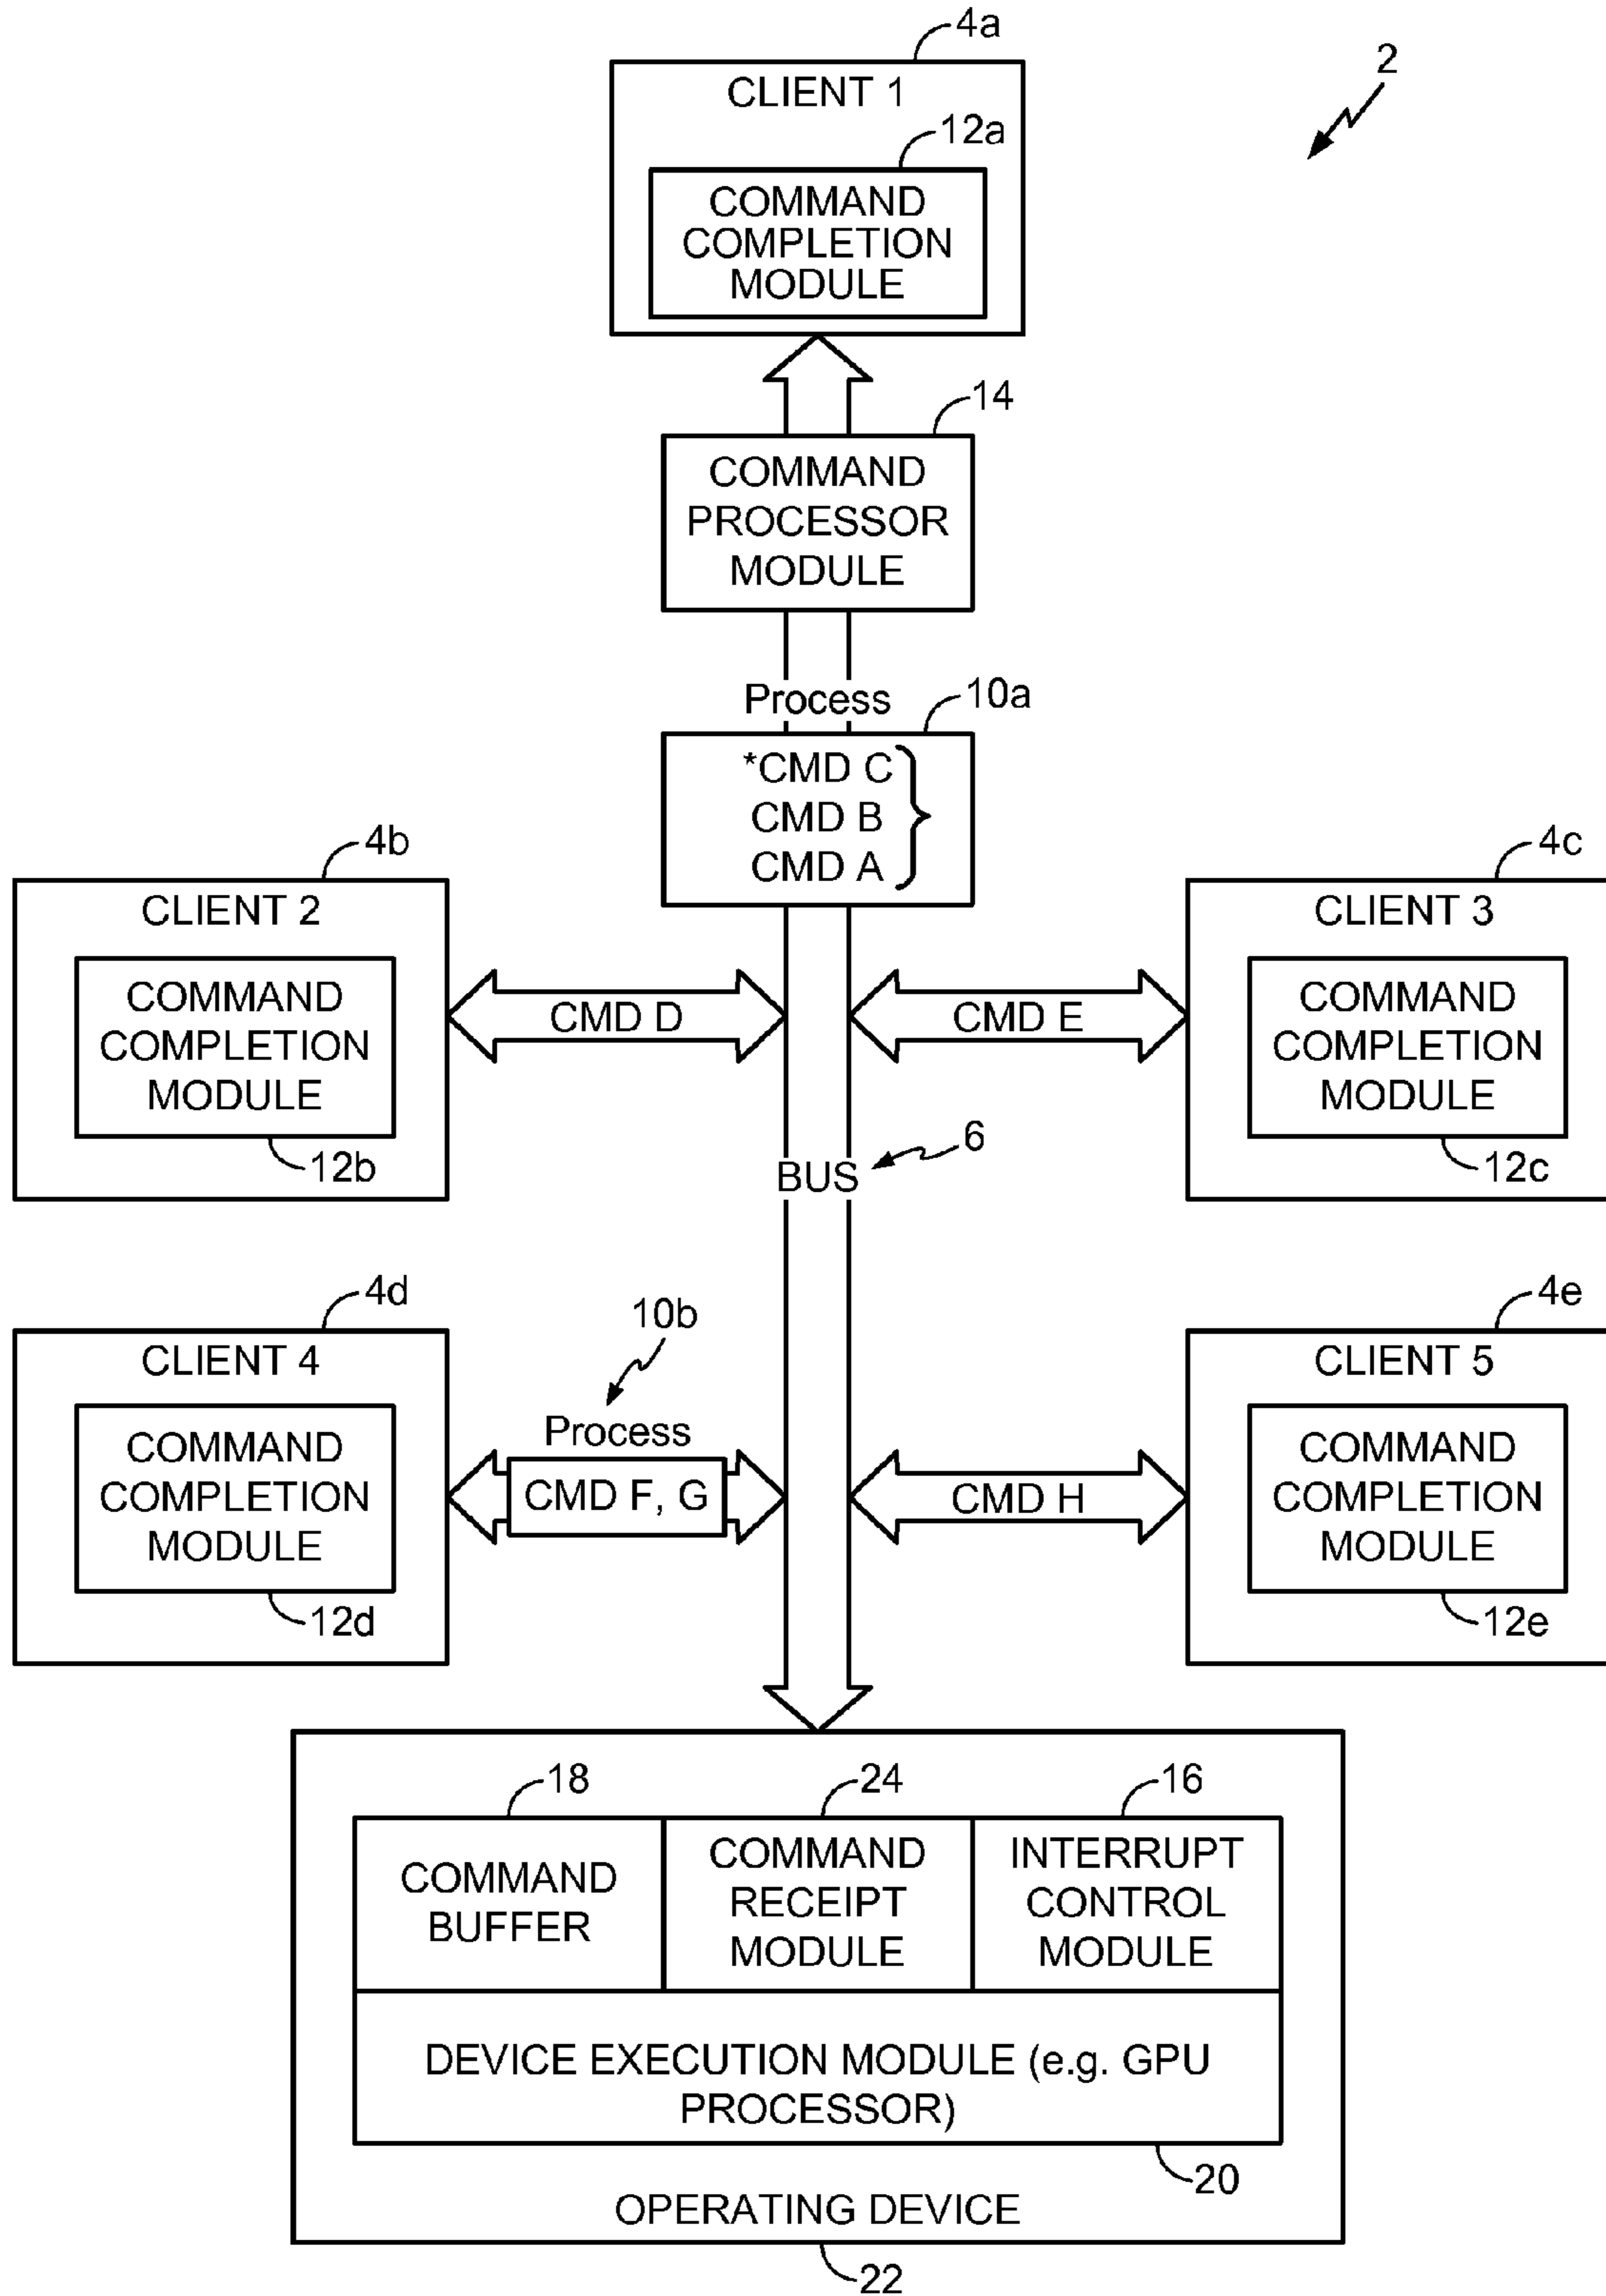 4a
2
CLIENT 1
12a
COMMAND
COMPLETION
MODULE
14
COMMAND
PROCESSOR
MODULE
Process
10a
*CMD C
CMD B
CMD A
4b
4c
CLIENT 2
CLIENT 3
COMMAND
COMPLETION
MODULE
CMD D
CMD E
COMMAND
COMPLETION
MODULE
12b
BUS
6
12c
4d
10b
4e
CLIENT 4
CLIENT 5
Process
COMMAND
COMPLETION
MODULE
CMD F, G
CMD H
COMMAND
COMPLETION
MODULE
12d
12e
18
24
16
COMMAND
BUFFER
COMMAND
RECEIPT
MODULE
INTERRUPT
CONTROL
MODULE
DEVICE EXECUTION MODULE (e.g. GPU
PROCESSOR)
20
OPERATING DEVICE
22